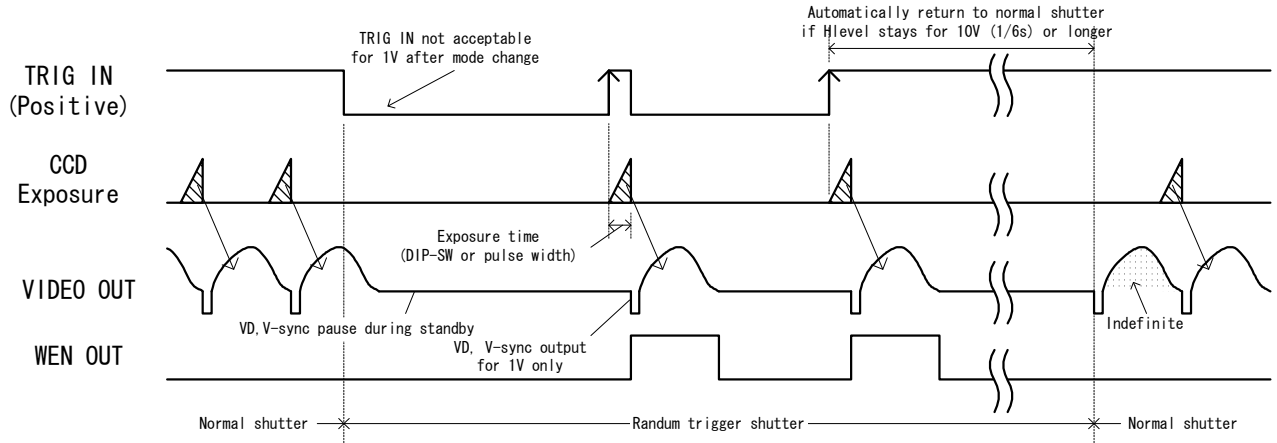 Automatically return to normal shutter
if Hlevel stays for 10V (1/6s) or longer
TRIG IN not acceptable
for 1V after mode change
TRIG IN
(Positive)
CCD
Exposure
Exposure time
(DIP-SW or pulse width)
VIDEO OUT
VD,V-sync pause during standby
Indefinite
VD, V-sync output
for 1V only
WEN OUT
Normal shutter
Randum trigger shutter
Normal shutter